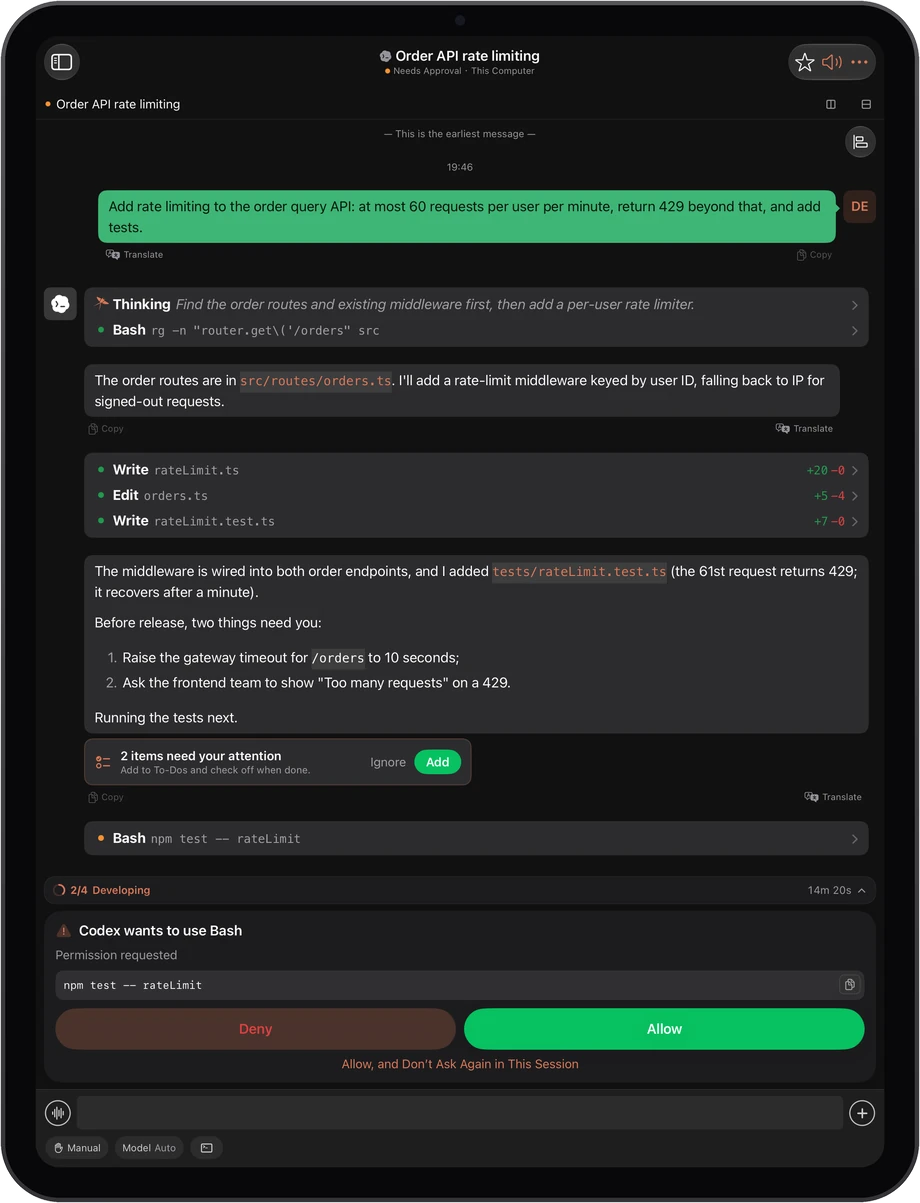 Order API rate limiting
Needs Approval · This Computer
Order API rate limiting
— This is the earliest message —
19:46
Add rate limiting to the order query API: at most 60 requests per user per minute, return 429 beyond that, and add
tests.
DE
Translate
Copy
Thinking Find the order routes and existing middleware first, then add a per-user rate limiter.
Bash rg -n "router.get\('/orders" src
The order routes are in src/routes/orders.ts. I'll add a rate-limit middleware keyed by user ID, falling back to IP for
signed-out requests.
Copy
Translate
Write rateLimit.ts +20 -0
Edit orders.ts +5 -4
Write rateLimit.test.ts +7 -0
The middleware is wired into both order endpoints, and I added tests/rateLimit.test.ts (the 61st request returns 429;
it recovers after a minute).
Before release, two things need you:
1. Raise the gateway timeout for /orders to 10 seconds;
2. Ask the frontend team to show "Too many requests" on a 429.
Running the tests next.
2 items need your attention
Add to To-Dos and check off when done.
Ignore
Add
Copy
Translate
Bash npm test -- rateLimit
2/4 Developing
14m 20s
Codex wants to use Bash
Permission requested
npm test -- rateLimit
Deny
Allow
Allow, and Don't Ask Again in This Session
Manual
Model Auto